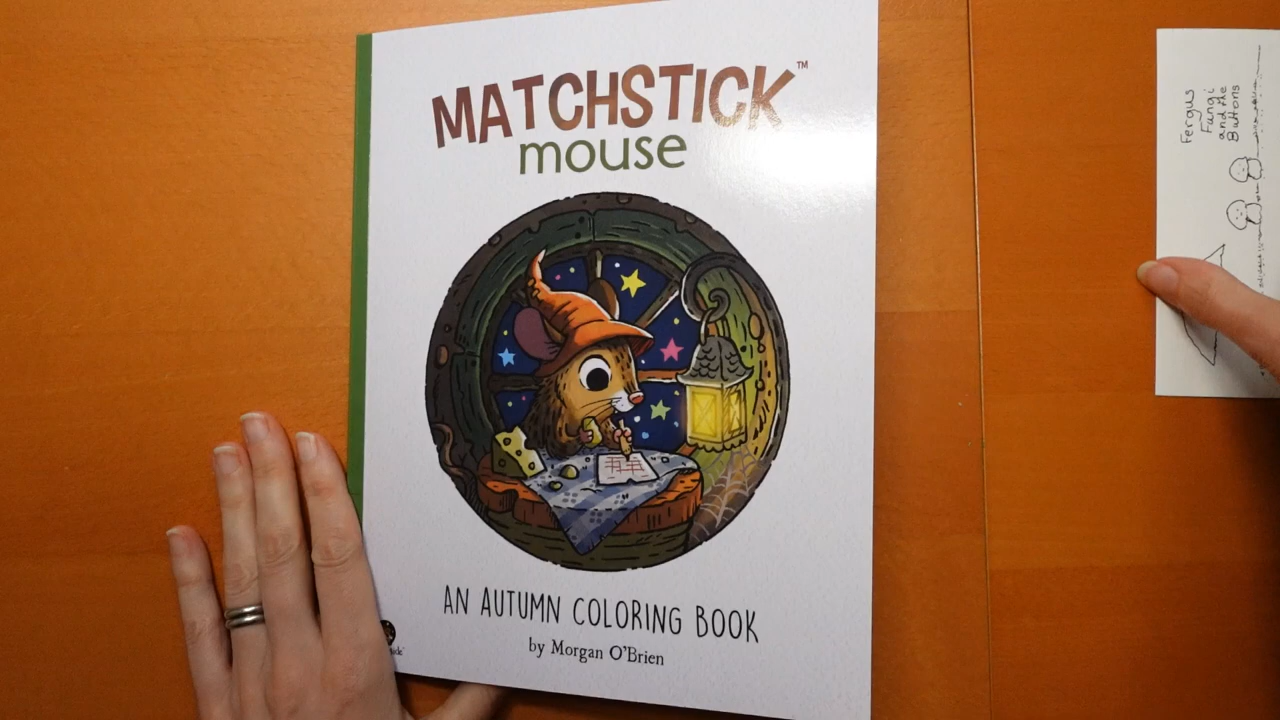 MATCHSTICK™
mouse
AN AUTUMN COLORING BOOK
by Morgan O'Brien
Fergus
Fungi
and the
Buttons